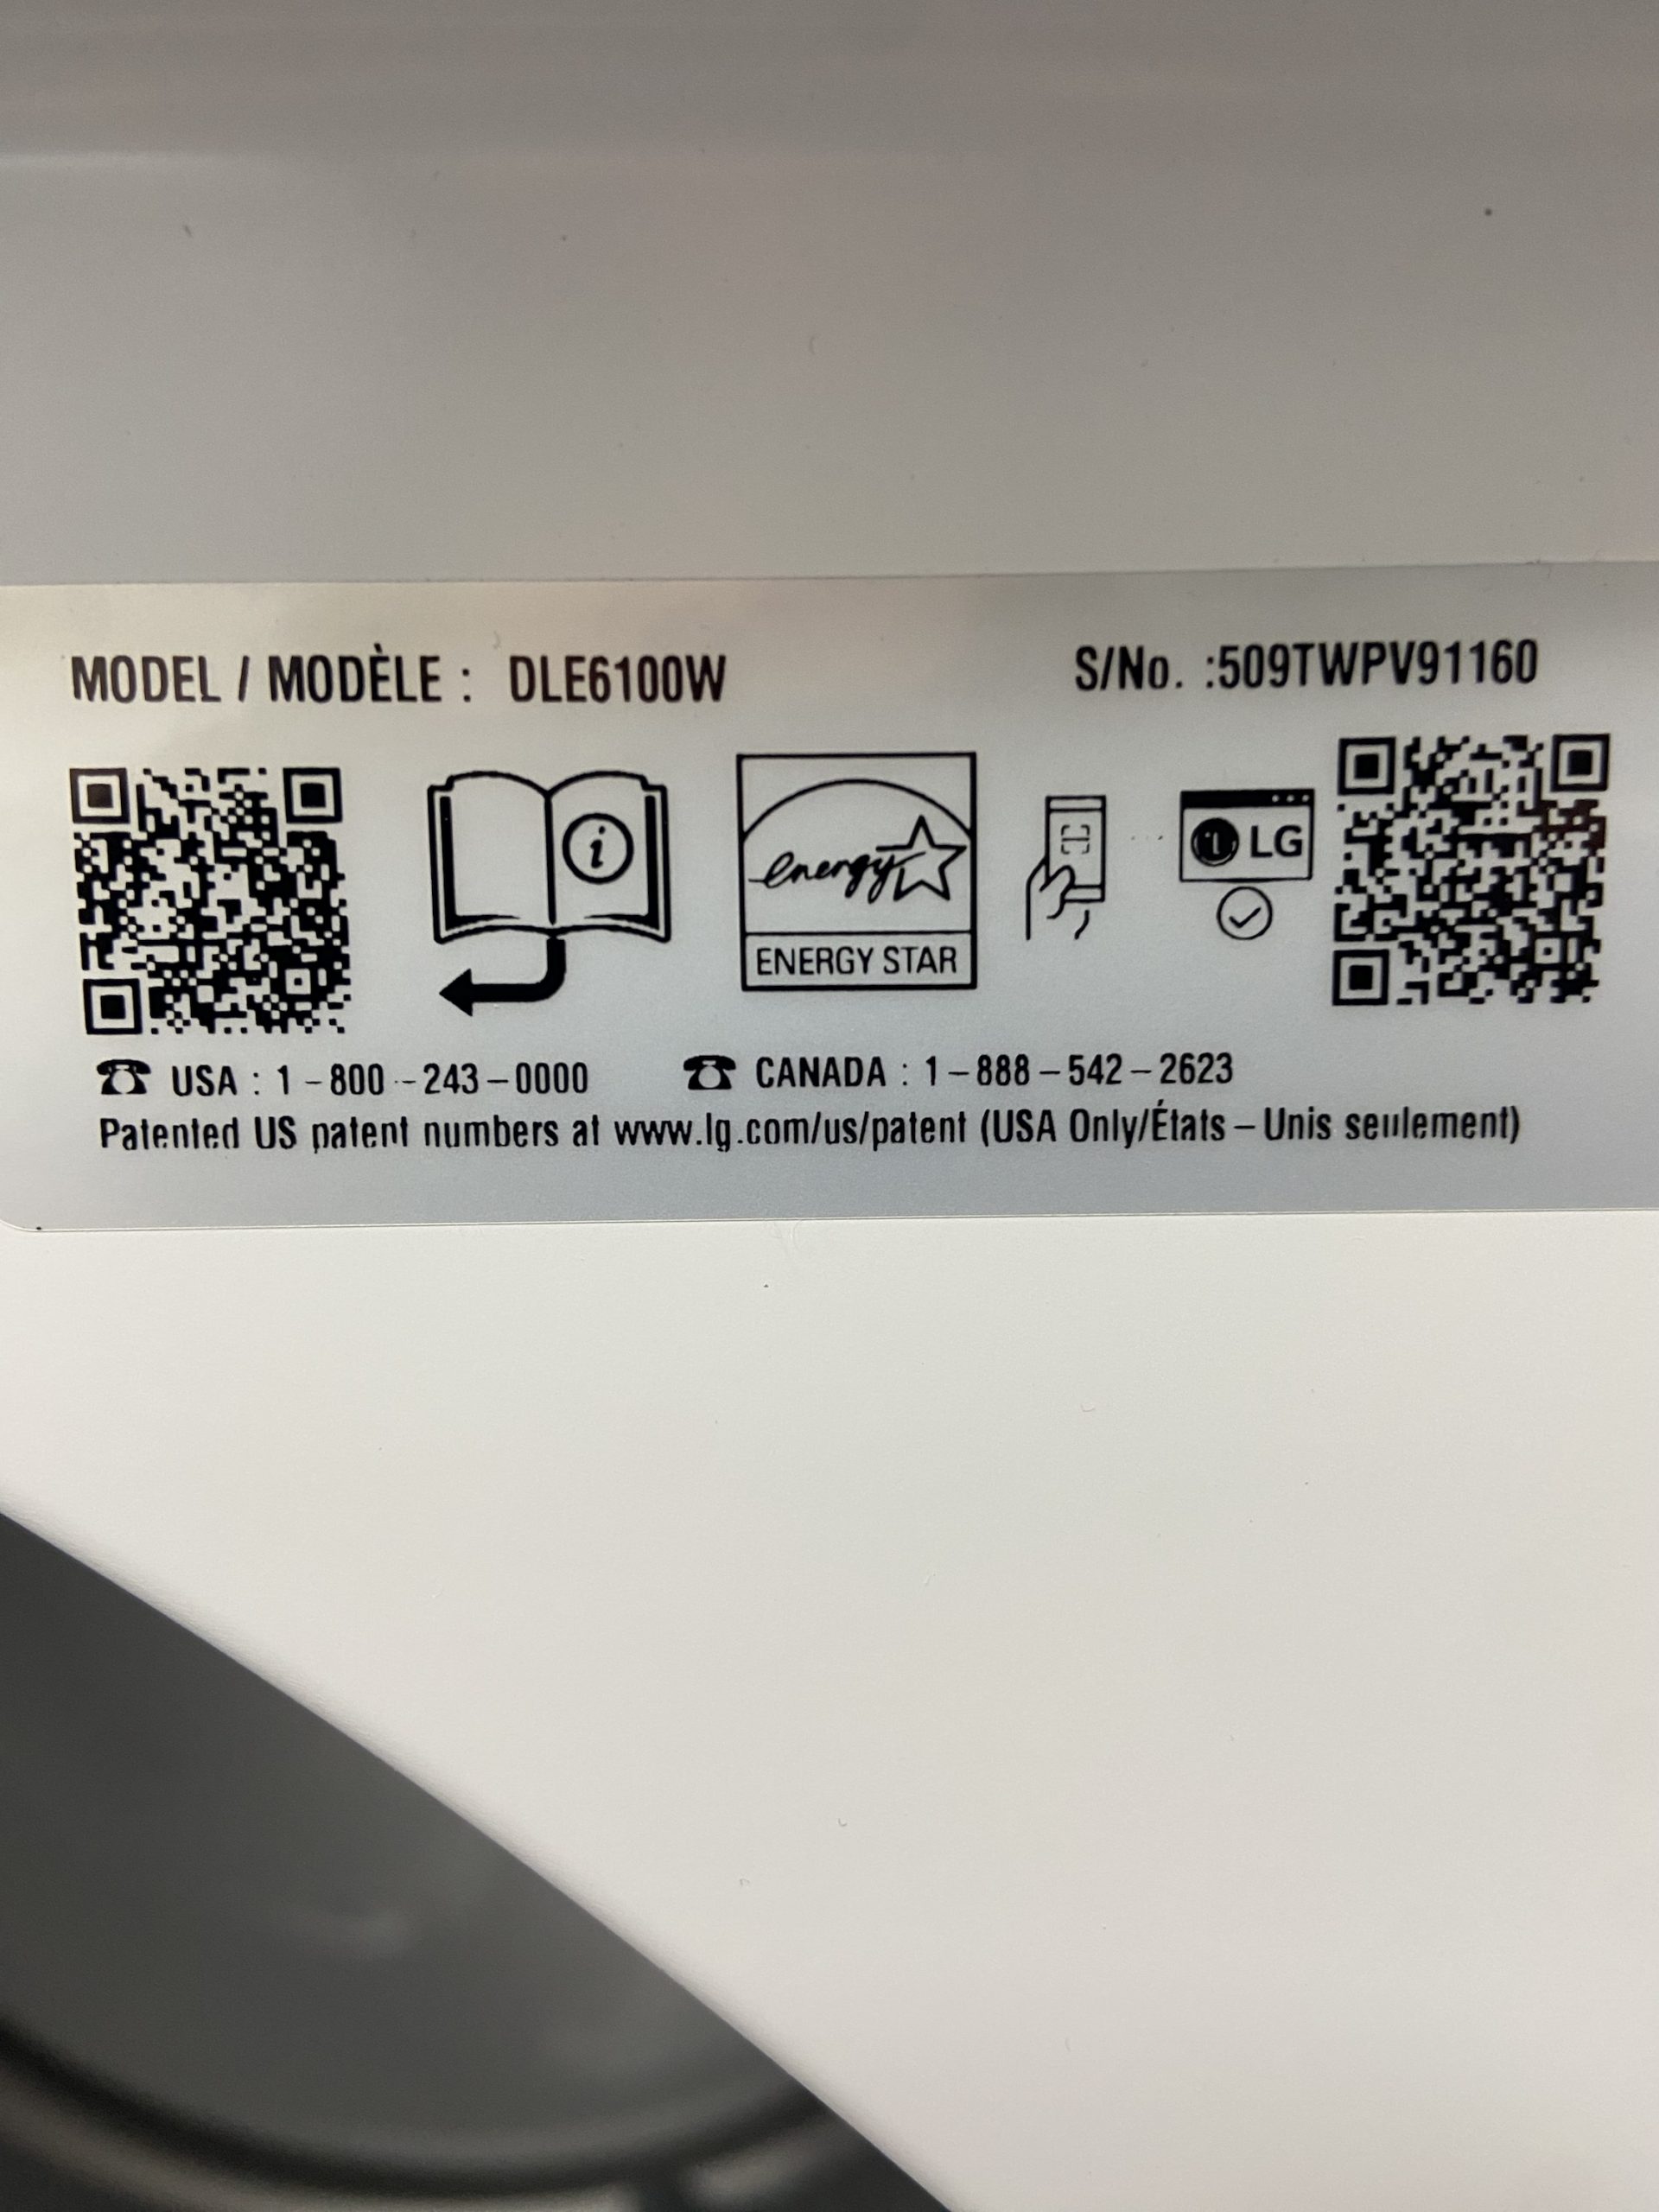 MODEL / MODÈLE : DLE6100W
S/No. :509TWPV91160
i
energy
ENERGY STAR
LG
USA : 1-800--243-0000
CANADA : 1-888-542-2623
Patented US patent numbers at www.lg.com/us/patent (USA Only/États-Unis seulement)